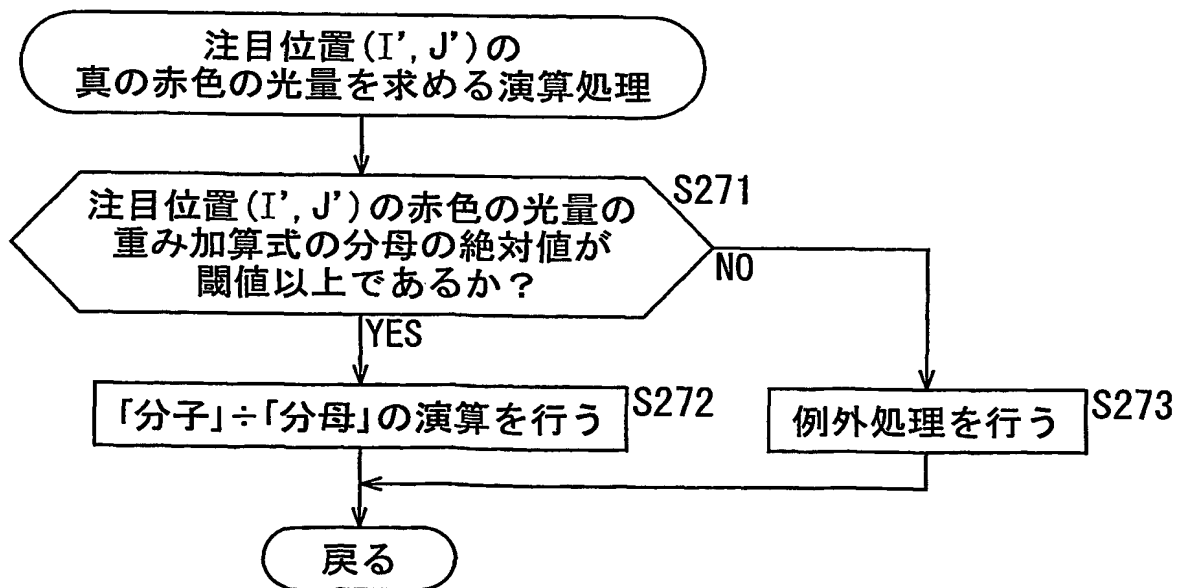 注目位置(I', J')の
真の赤色の光量を求める演算処理
注目位置(I', J')の赤色の光量の
重み加算式の分母の絶対値が
閾値以上であるか？
S271
NO
YES
「分子」÷「分母」の演算を行う
S272
例外処理を行う
S273
戻る